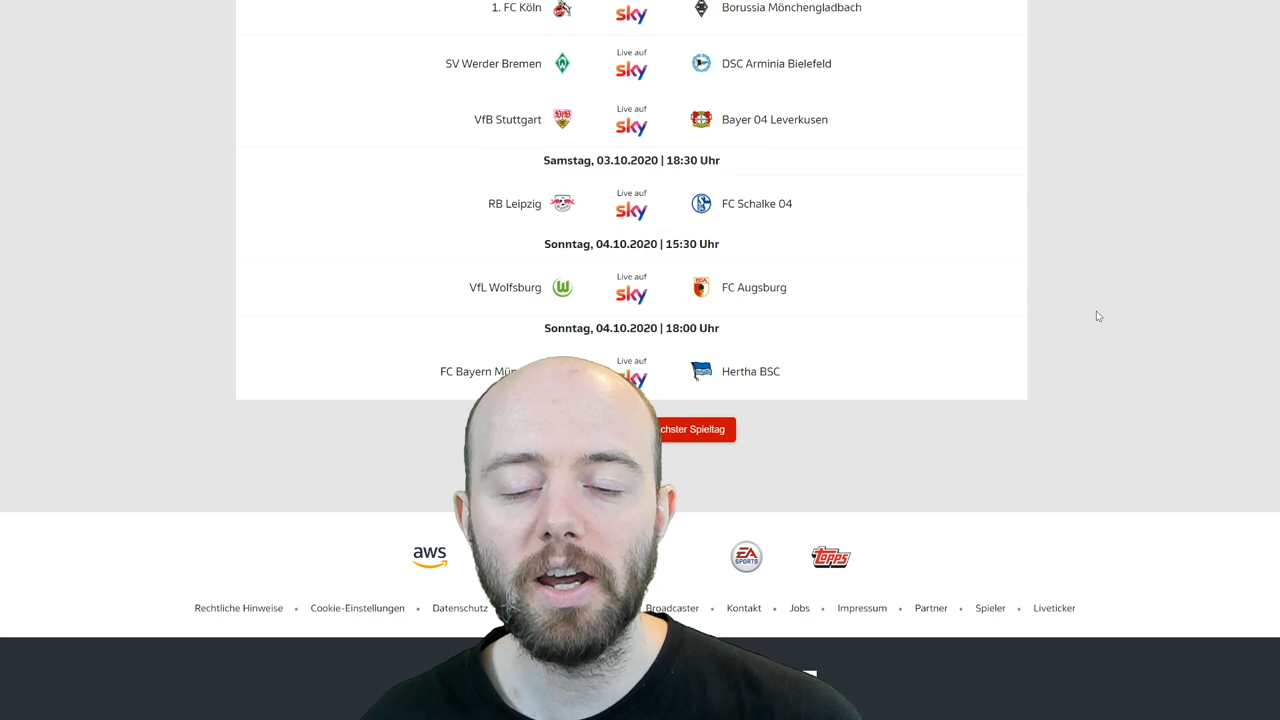 1. FC Köln sky Borussia Mönchengladbach
Live auf
SV Werder Bremen sky DSC Arminia Bielefeld
Live auf
VfB Stuttgart sky Bayer 04 Leverkusen
Samstag, 03.10.2020 | 18:30 Uhr
Live auf
RB Leipzig sky FC Schalke 04
Sonntag, 04.10.2020 | 15:30 Uhr
Live auf
VfL Wolfsburg sky FC Augsburg
Sonntag, 04.10.2020 | 18:00 Uhr
Live auf
FC Bayern Mün sky Hertha BSC
chster Spieltag
aws EA SPORTS Topps
Rechtliche Hinweise • Cookie-Einstellungen • Datenschutz Broadcaster • Kontakt • Jobs • Impressum • Partner • Spieler • Liveticker